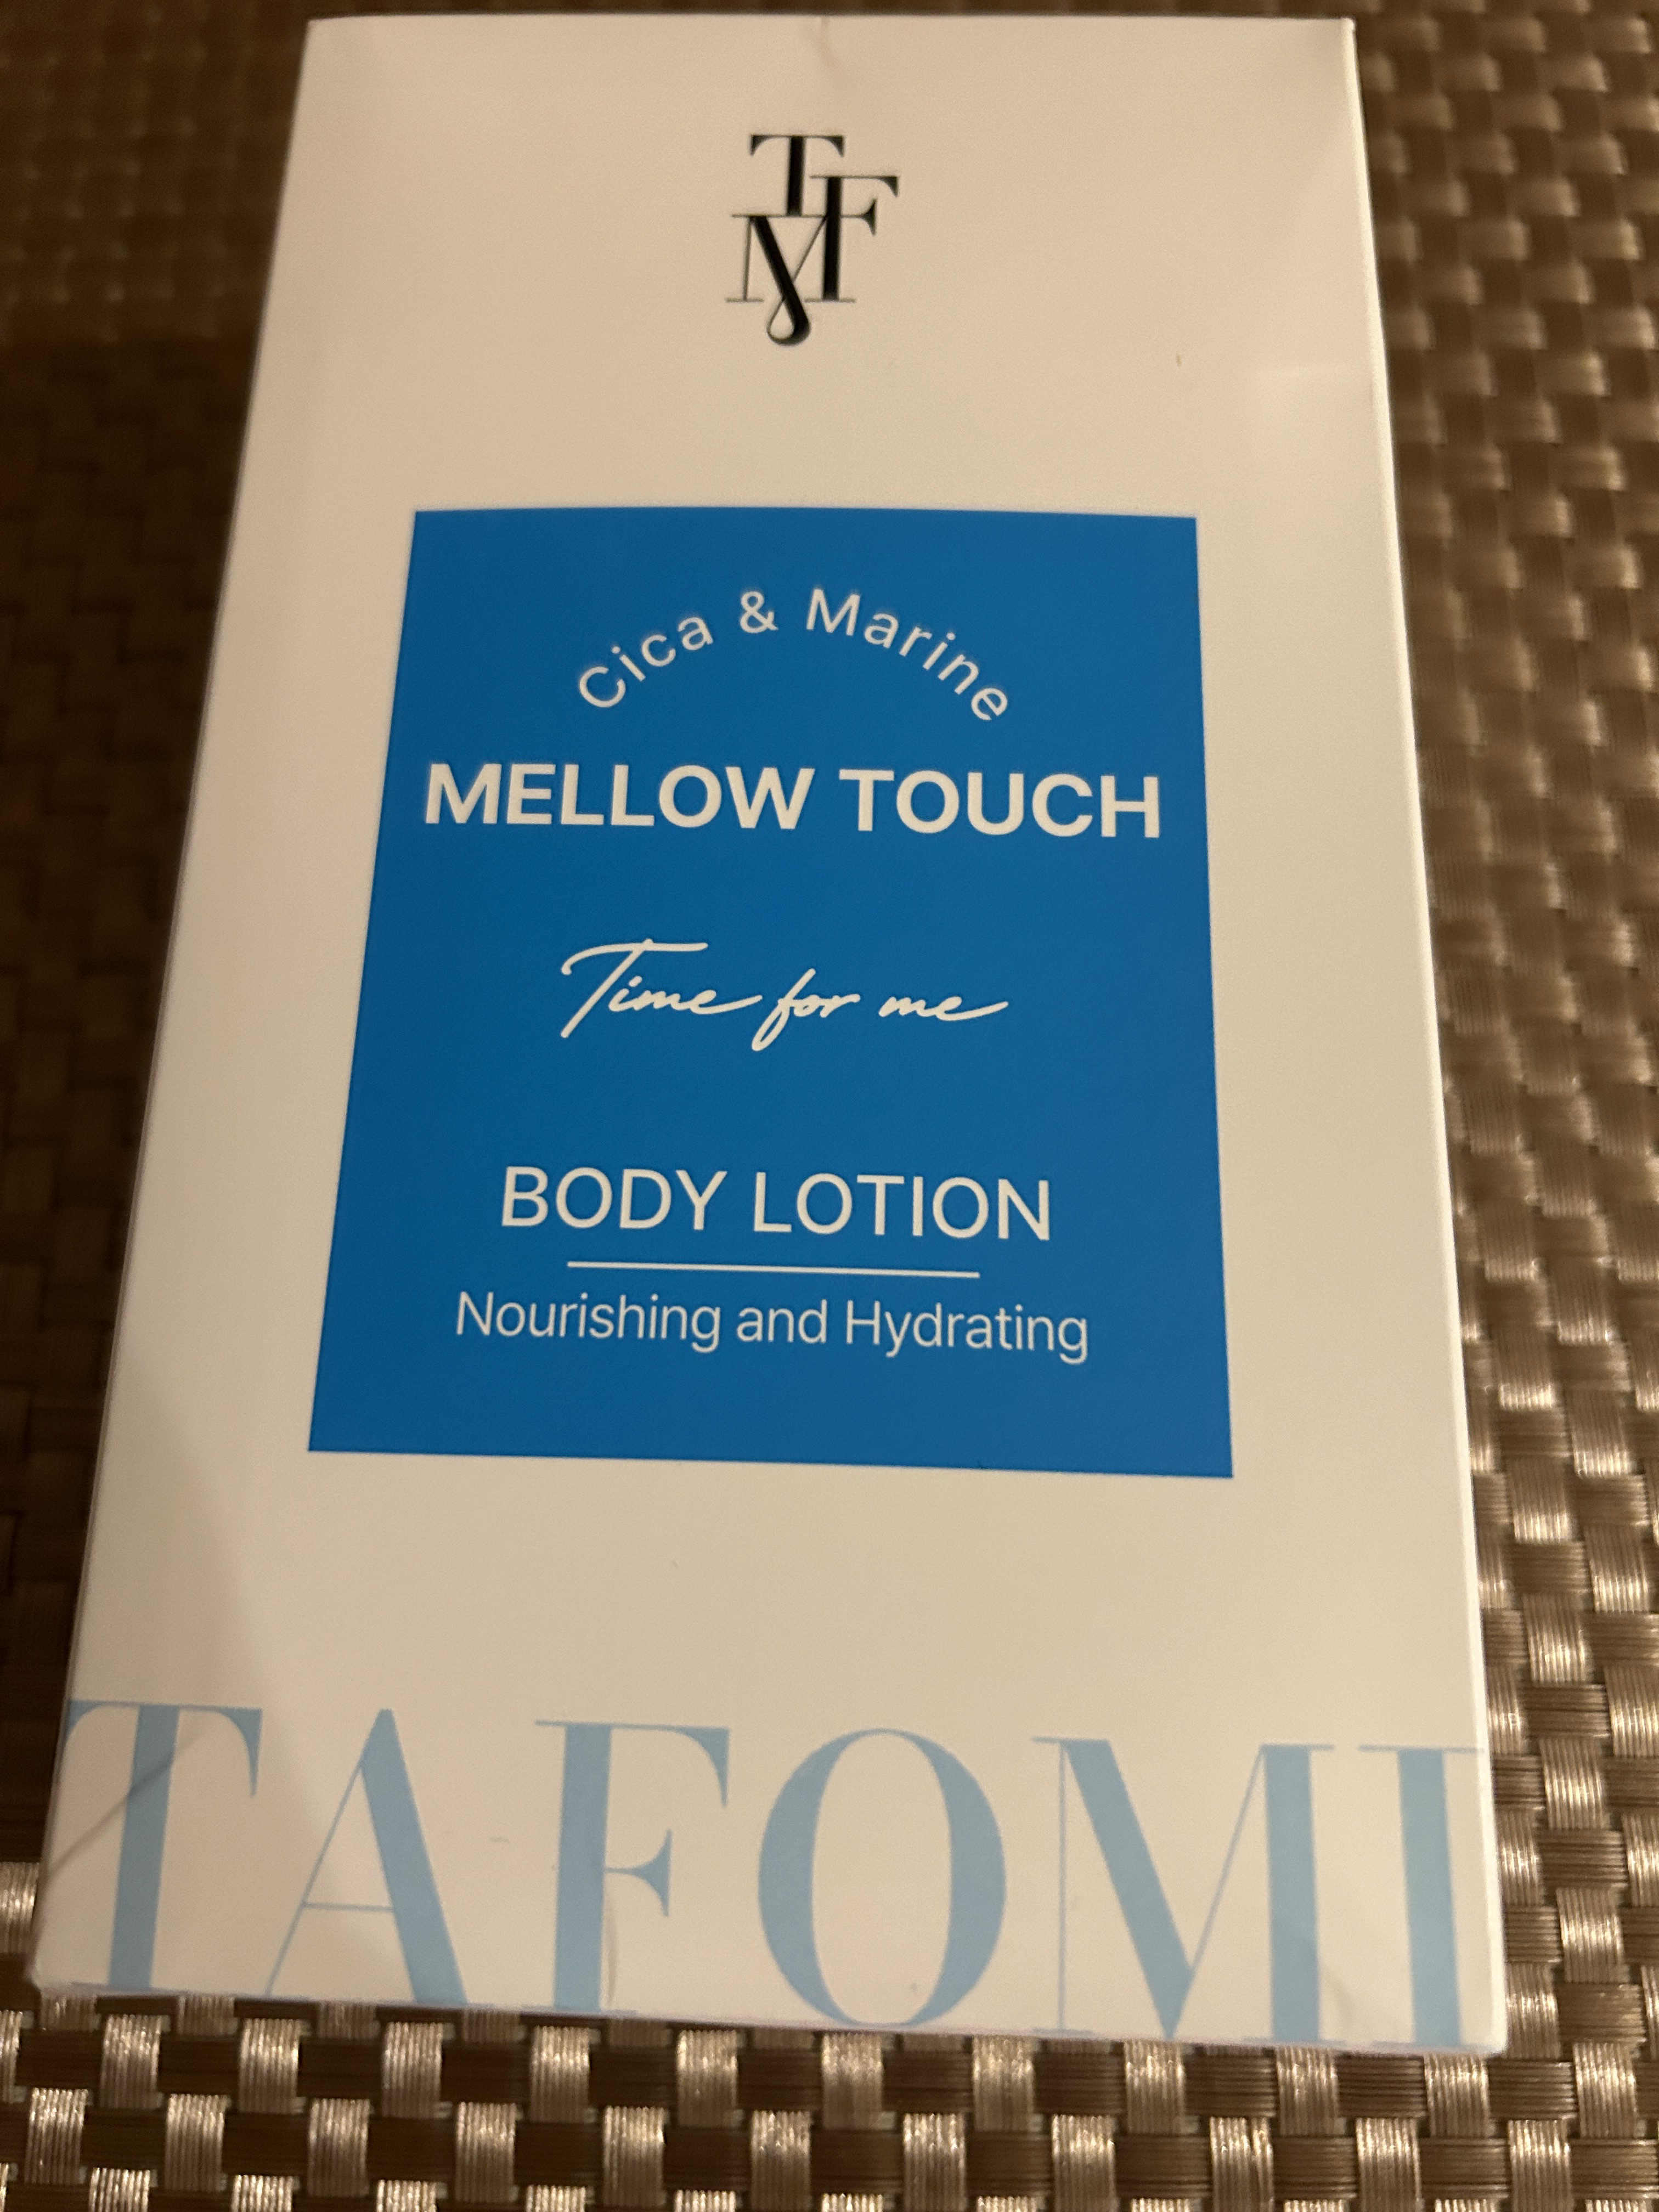 TFM
Cica & Marine
MELLOW TOUCH
Time for me
BODY LOTION
Nourishing and Hydrating
TAFOMI